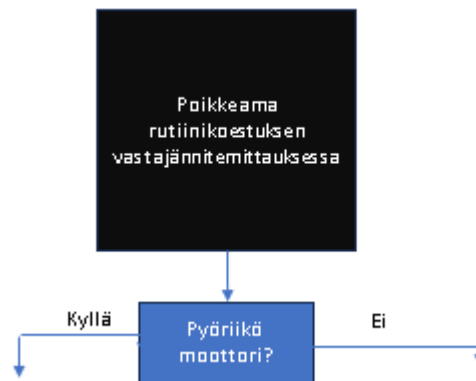 Poikkeama
rutiinikoestuksen
vastajännitemittauksessa
Kyllä
Pyöriikö
moottori?
Ei